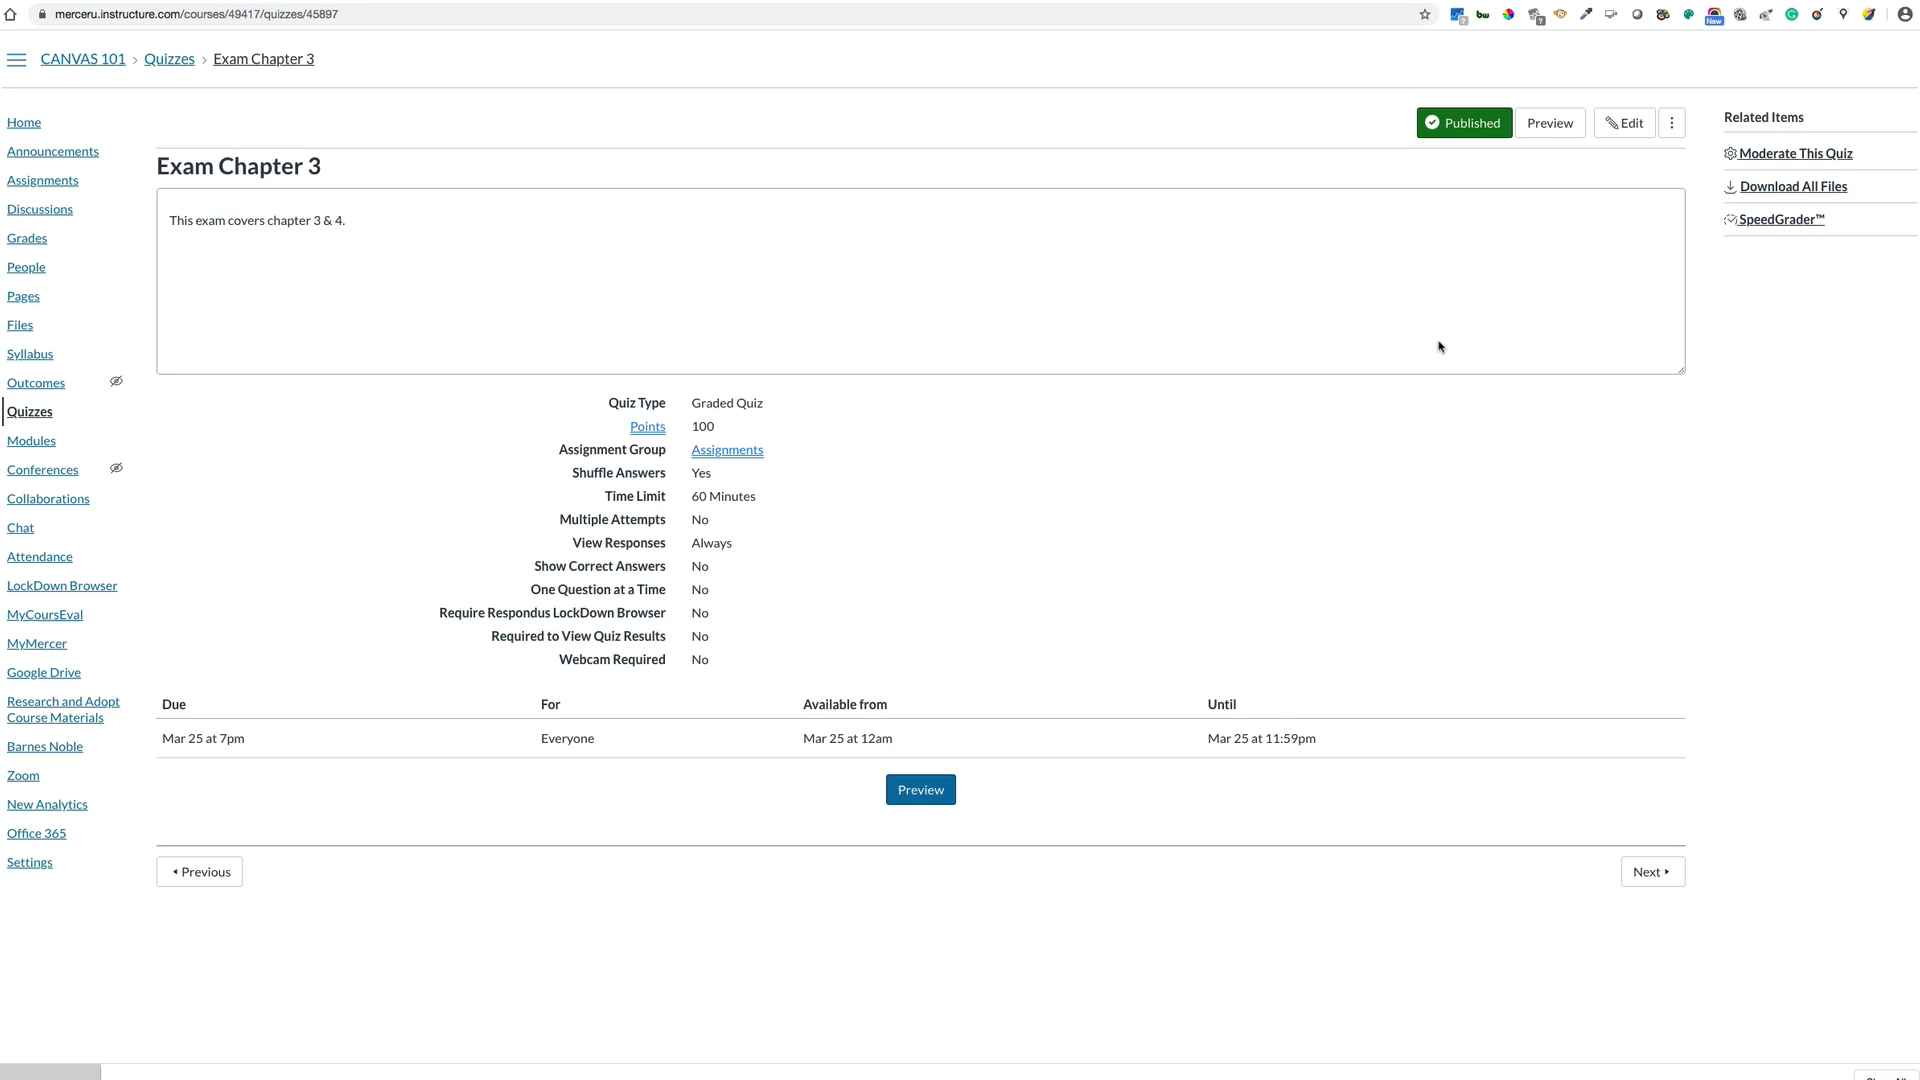 merceru.instructure.com/courses/49417/quizzes/45897
bw
New
CANVAS 101 › Quizzes › Exam Chapter 3
Home
Announcements
Assignments
Discussions
Grades
People
Pages
Files
Syllabus
Outcomes
Quizzes
Modules
Conferences
Collaborations
Chat
Attendance
LockDown Browser
MyCoursEval
MyMercer
Google Drive
Research and Adopt
Course Materials
Barnes Noble
Zoom
New Analytics
Office 365
Settings
Published Preview Edit
Exam Chapter 3
This exam covers chapter 3 & 4.
Quiz Type Graded Quiz
Points 100
Assignment Group Assignments
Shuffle Answers Yes
Time Limit 60 Minutes
Multiple Attempts No
View Responses Always
Show Correct Answers No
One Question at a Time No
Require Respondus LockDown Browser No
Required to View Quiz Results No
Webcam Required No
Due For Available from Until
Mar 25 at 7pm Everyone Mar 25 at 12am Mar 25 at 11:59pm
Preview
Previous Next
Related Items
Moderate This Quiz
Download All Files
SpeedGrader™